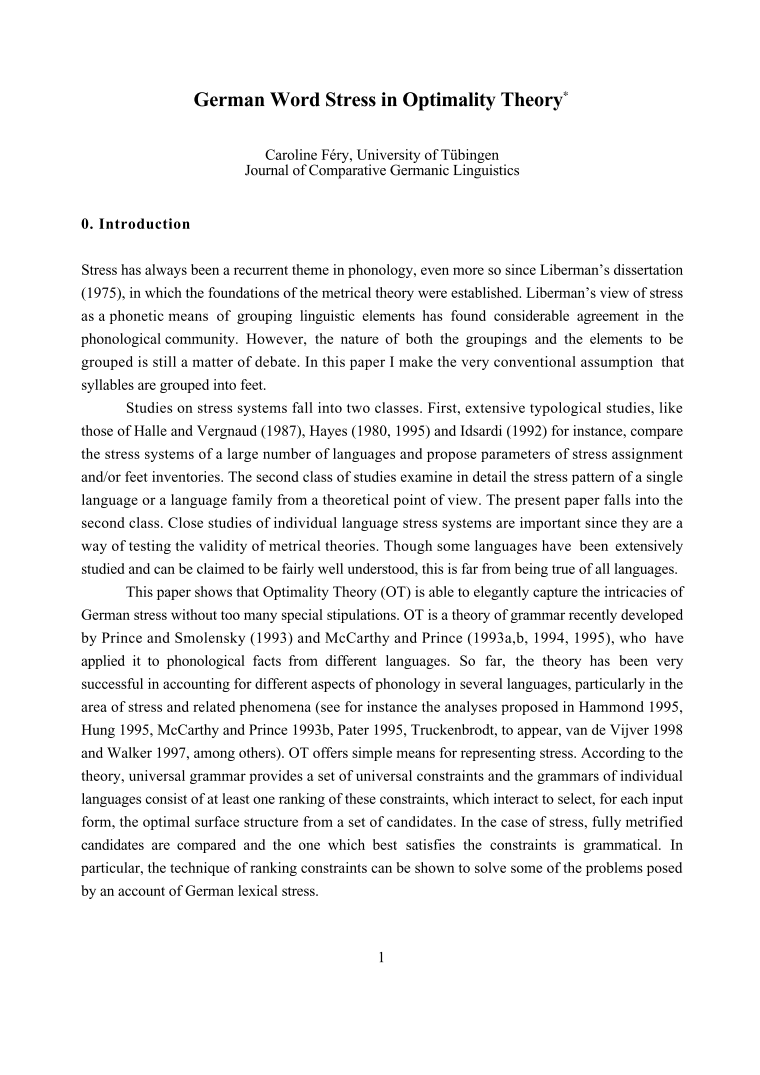 German Word Stress in Optimality Theory*
Caroline Féry, University of Tübingen
Journal of Comparative Germanic Linguistics
0. Introduction
Stress has always been a recurrent theme in phonology, even more so since Liberman’s dissertation
(1975), in which the foundations of the metrical theory were established. Liberman’s view of stress
as a phonetic means of grouping linguistic elements has found considerable agreement in the
phonological community. However, the nature of both the groupings and the elements to be
grouped is still a matter of debate. In this paper I make the very conventional assumption that
syllables are grouped into feet.
Studies on stress systems fall into two classes. First, extensive typological studies, like
those of Halle and Vergnaud (1987), Hayes (1980, 1995) and Idsardi (1992) for instance, compare
the stress systems of a large number of languages and propose parameters of stress assignment
and/or feet inventories. The second class of studies examine in detail the stress pattern of a single
language or a language family from a theoretical point of view. The present paper falls into the
second class. Close studies of individual language stress systems are important since they are a
way of testing the validity of metrical theories. Though some languages have been extensively
studied and can be claimed to be fairly well understood, this is far from being true of all languages.
This paper shows that Optimality Theory (OT) is able to elegantly capture the intricacies of
German stress without too many special stipulations. OT is a theory of grammar recently developed
by Prince and Smolensky (1993) and McCarthy and Prince (1993a,b, 1994, 1995), who have
applied it to phonological facts from different languages. So far, the theory has been very
successful in accounting for different aspects of phonology in several languages, particularly in the
area of stress and related phenomena (see for instance the analyses proposed in Hammond 1995,
Hung 1995, McCarthy and Prince 1993b, Pater 1995, Truckenbrodt, to appear, van de Vijver 1998
and Walker 1997, among others). OT offers simple means for representing stress. According to the
theory, universal grammar provides a set of universal constraints and the grammars of individual
languages consist of at least one ranking of these constraints, which interact to select, for each input
form, the optimal surface structure from a set of candidates. In the case of stress, fully metrified
candidates are compared and the one which best satisfies the constraints is grammatical. In
particular, the technique of ranking constraints can be shown to solve some of the problems posed
by an account of German lexical stress.
1